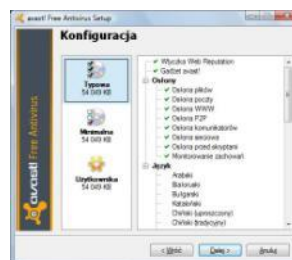 avast! Free Antivirus Setup
Konfiguracja
avast! Free Antivirus
Typowa
54 049 KB
Minimalna
54 049 KB
Użytkownika
54 049 KB
Wtyczka Web Reputation
Gadżet avast!
Osłony
Osłona plików
Osłona poczty
Osłona WWW
Osłona P2P
Osłona komunikatorów
Osłona sieciowa
Osłona przed skryptami
Monitorowanie zachowań
Język
Arabski
Białoruski
Bułgarski
Kataloński
Chiński (uproszczony)
Chiński (tradycyjny)
< Wróć
Dalej >
Anuluj